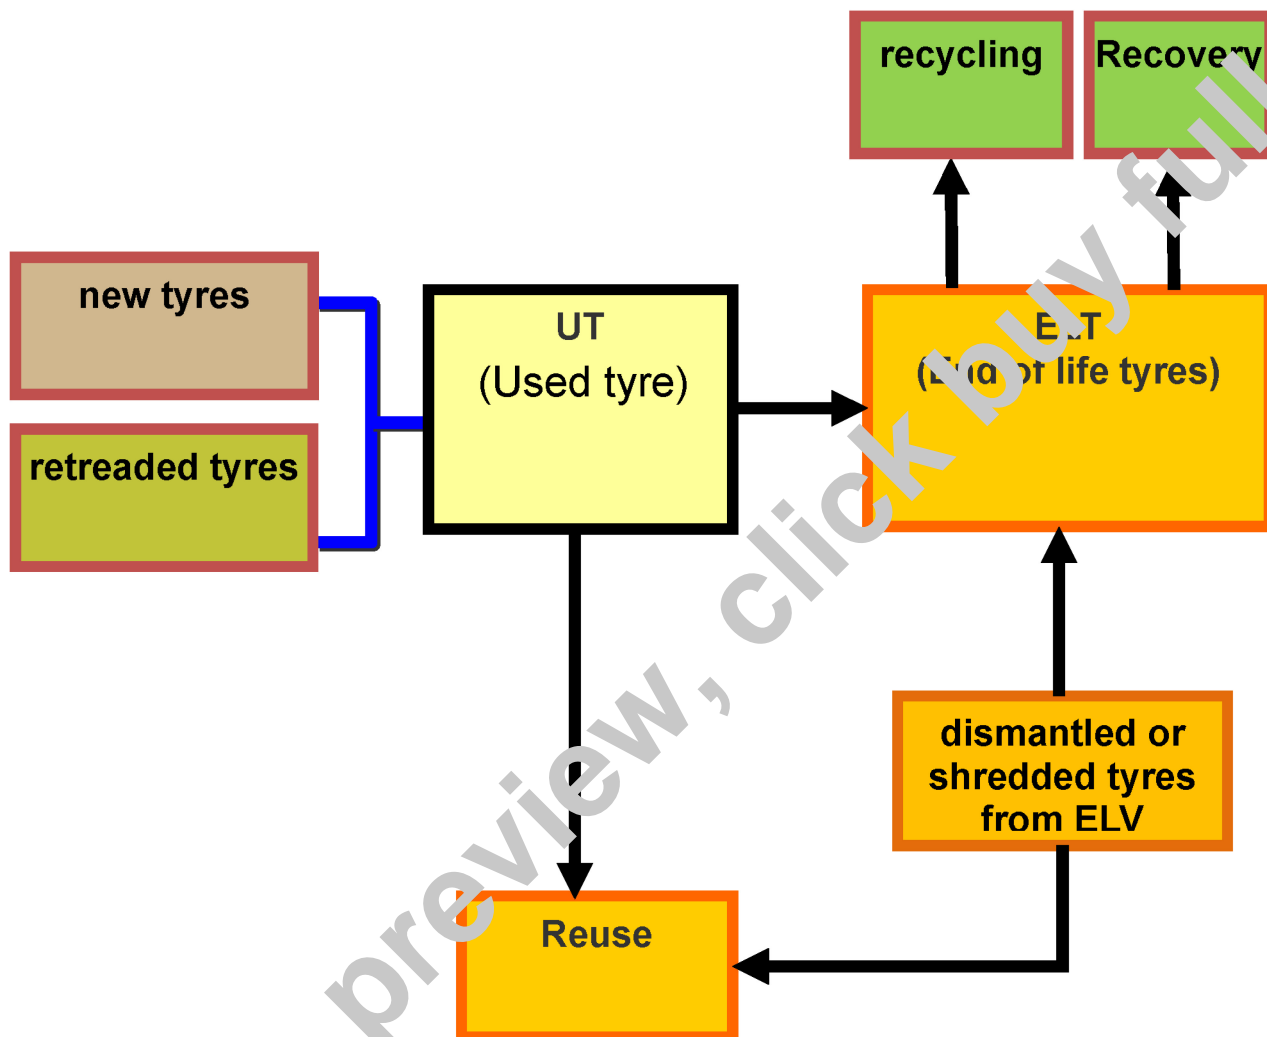 recycling
Recovery
new tyres
retreaded tyres
UT
(Used tyre)
ELT
(End of life tyres)
dismantled or
shredded tyres
from ELV
Reuse
preview, click buy full